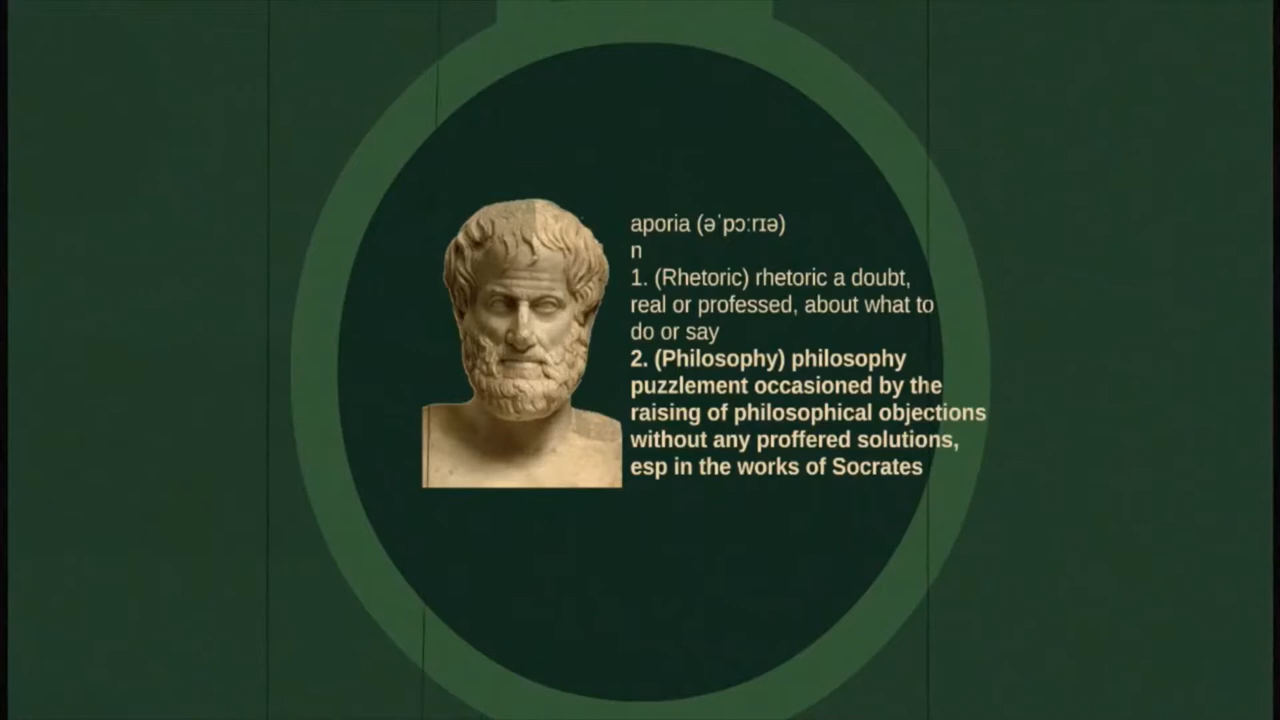 aporia (əˈpɔːrɪə)
n
1. (Rhetoric) rhetoric a doubt,
real or professed, about what to
do or say
2. (Philosophy) philosophy
puzzlement occasioned by the
raising of philosophical objections
without any proffered solutions,
esp in the works of Socrates